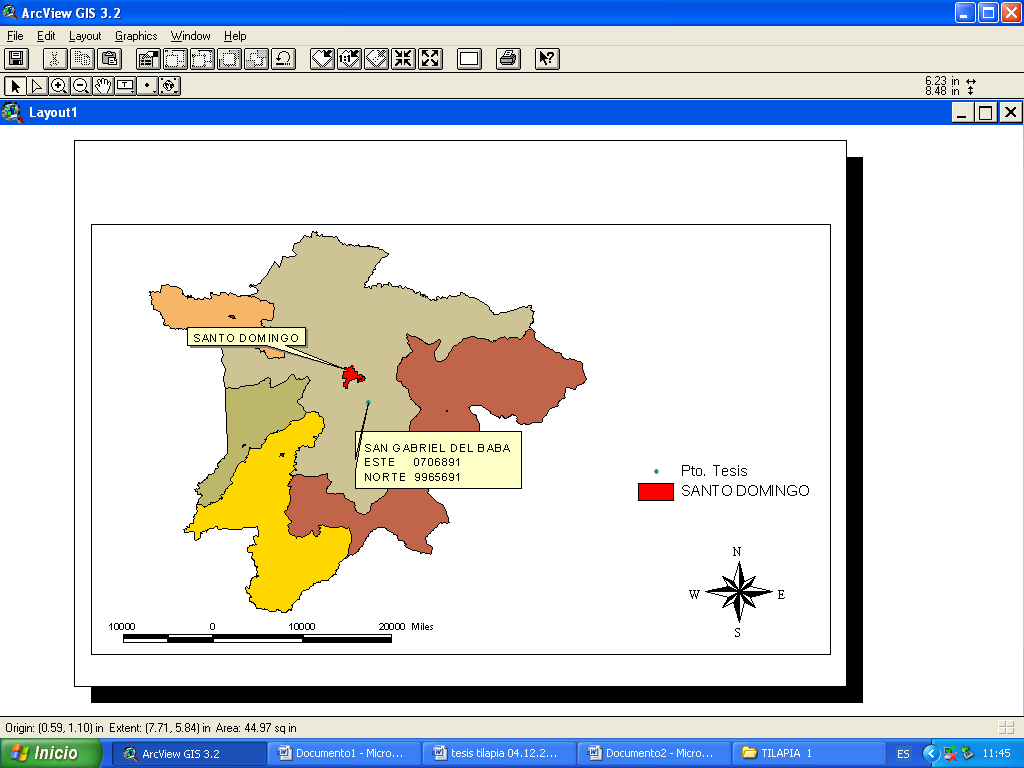 ArcView GIS 3.2
File Edit Layout Graphics Window Help
6.23 in
8.48 in
Layout1
SANTO DOMINGO
SAN GABRIEL DEL BABA
ESTE 0706891
NORTE 9965691
Pto. Tesis
SANTO DOMINGO
N
W E
S
10000 0 10000 20000 Miles
Origin: (0.59, 1.10) in Extent: (7.71, 5.84) in Area: 44.97 sq in
Inicio ArcView GIS 3.2 Documento1 - Micro... tesis tilapia 04.12.2... Documento2 - Micro... TILAPIA 1 ES 11:45